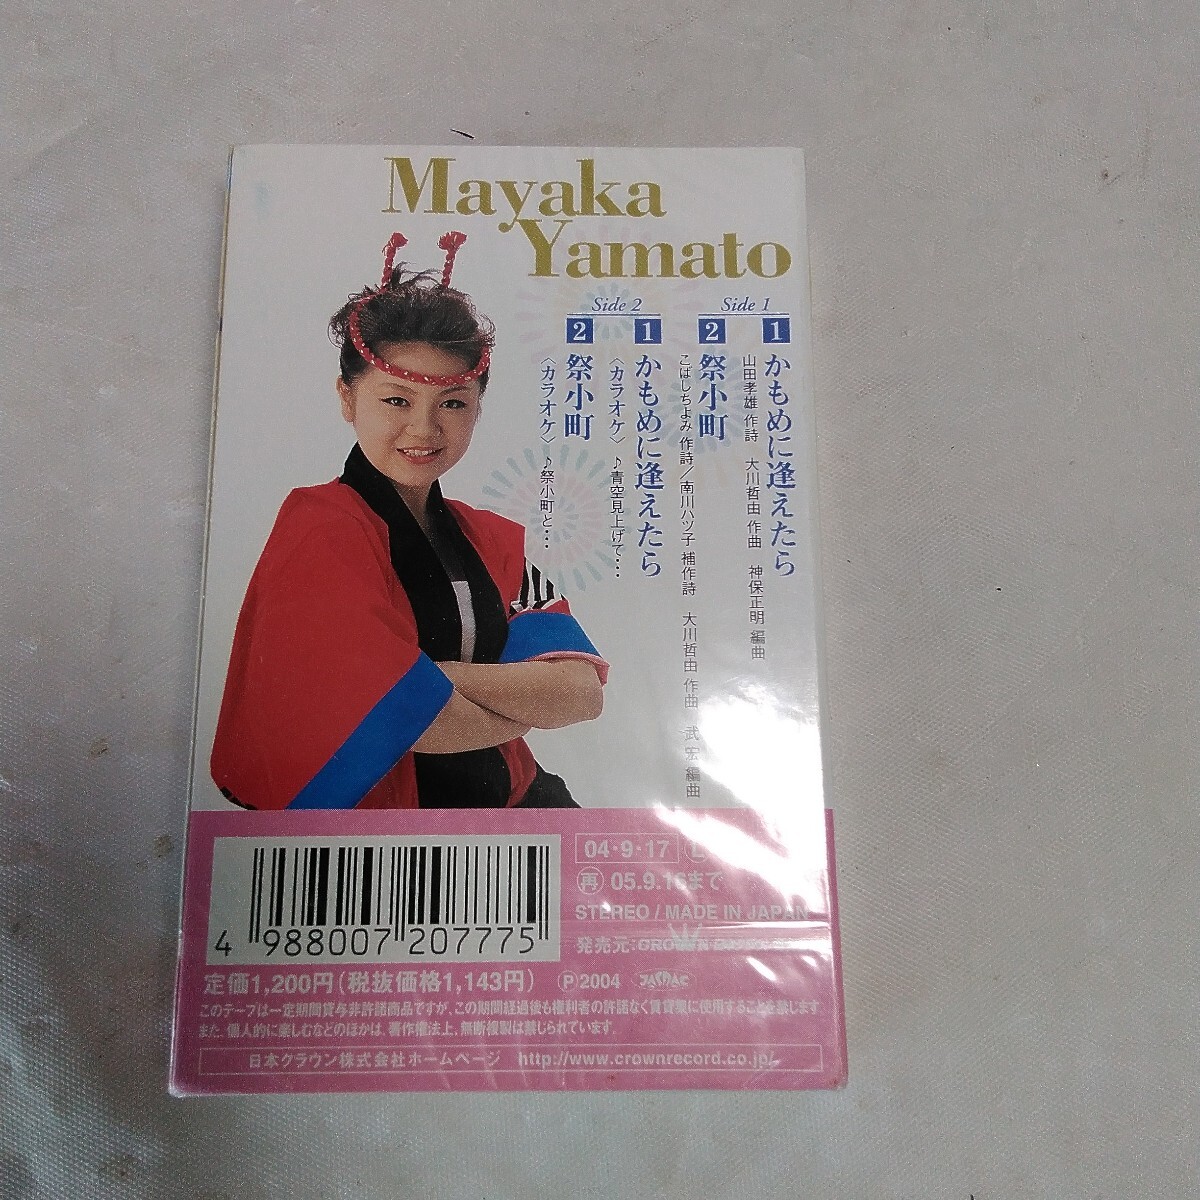 Mayaka
Yamato
Side 1
1 かもめに逢えたら
山田孝雄 作詩 大川哲由 作曲 神保正明 編曲
2 祭小町
こばしちよみ 作詩/南川ハツ子 補作詩 大川哲由 作曲 武 宏 編曲
Side 2
1 かもめに逢えたら
〈カラオケ〉♪青空見上げて・・・
2 祭小町
〈カラオケ〉♪祭小町と・・・
4 988007 207775
04・9・17 L
再 05.9.16まで
STEREO / MADE IN JAPAN
発売元:CROWN
定価1,200円(税抜価格1,143円) Ⓟ2004 JASRAC
このテープは一定期間貸与非許諾商品ですが、この期間経過後も権利者の許諾なく賃貸業に使用することを禁じます
また、個人的に楽しむなどのほかは、著作権法上、無断複製は禁じられています。
日本クラウン株式会社ホームページ http://www.crownrecord.co.jp/